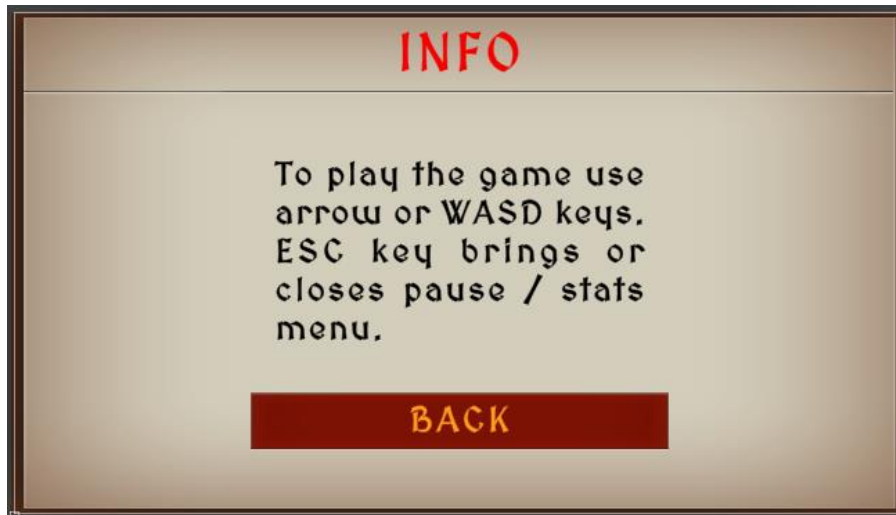 INFO
To play the game use
arrow or WASD keys.
ESC key brings or
closes pause / stats
menu.
BACK